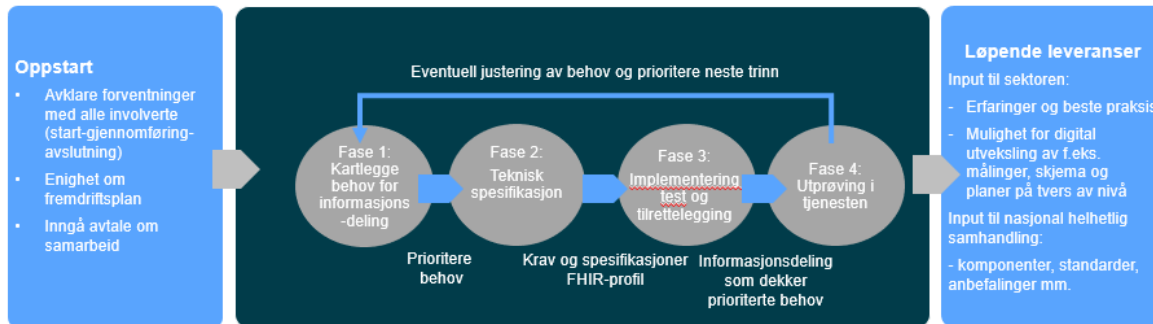 Oppstart
• Avklare forventninger
med alle involverte
(start-gjennomføring-
avslutning)
• Enighet om
fremdriftsplan
• Inngå avtale om
samarbeid
Eventuell justering av behov og prioritere neste trinn
Fase 1:
Kartlegge
behov for
informasjons
-deling
Fase 2:
Teknisk
spesifikasjon
Fase 3:
Implementering
test og
tilrettelegging
Fase 4:
Utprøving i
tjenesten
Prioritere
behov
Krav og spesifikasjoner
FHIR-profil
Informasjonsdeling
som dekker
prioriterte behov
Løpende leveranser
Input til sektoren:
- Erfaringer og beste praksis
- Mulighet for digital
utveksling av f.eks.
målinger, skjema og
planer på tvers av nivå
Input til nasjonal helhetlig
samhandling:
- komponenter, standarder,
anbefalinger mm.